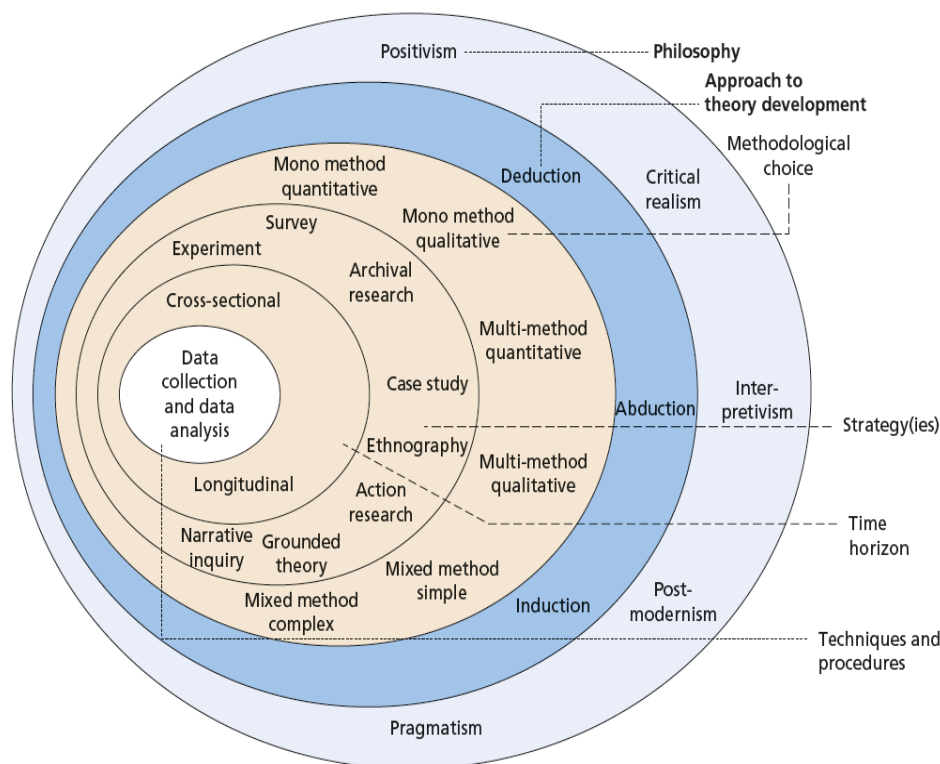 Positivism
Philosophy
Approach to
theory development
Methodological
choice
Mono method
quantitative
Deduction
Critical
realism
Mono method
qualitative
Survey
Experiment
Archival
research
Cross-sectional
Multi-method
quantitative
Data
collection
and data
analysis
Case study
Abduction
Inter-
pretivism
Strategy(ies)
Ethnography
Multi-method
qualitative
Longitudinal
Action
research
Time
horizon
Narrative
inquiry
Grounded
theory
Mixed method
simple
Mixed method
complex
Induction
Post-
modernism
Techniques and
procedures
Pragmatism